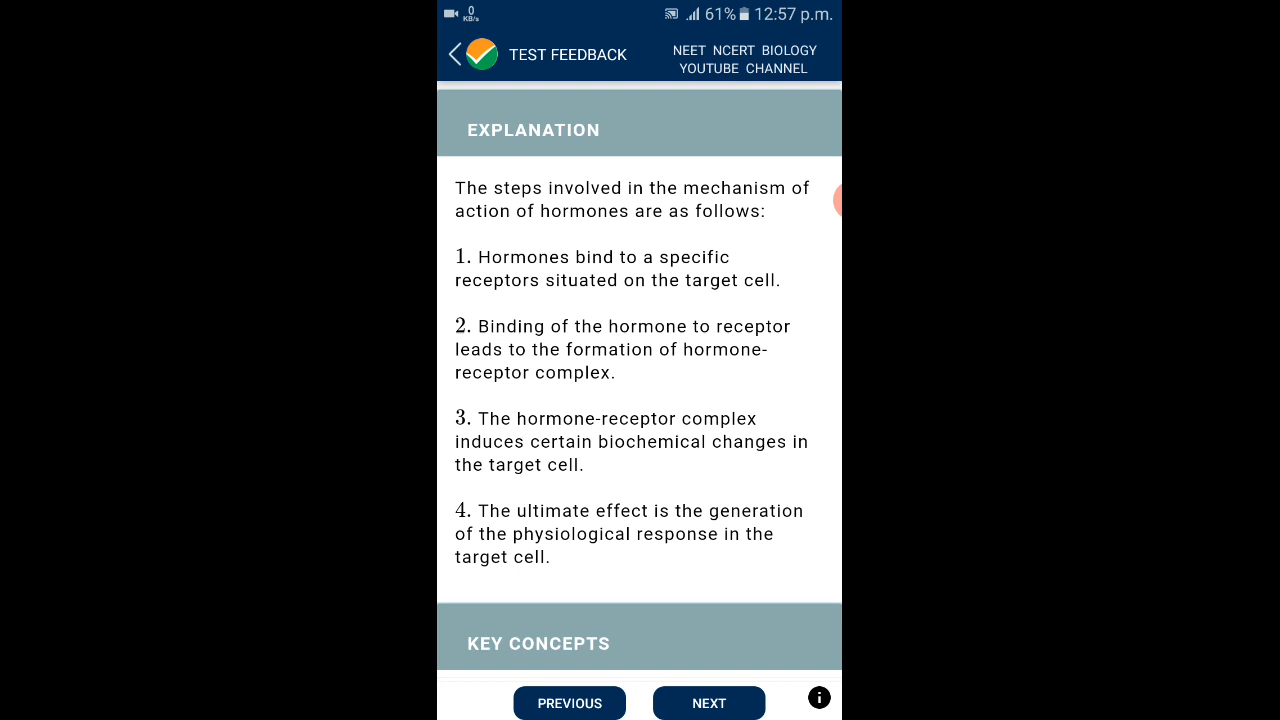 0
KB/s
61% 12:57 p.m.
TEST FEEDBACK
NEET NCERT BIOLOGY
YOUTUBE CHANNEL
EXPLANATION
The steps involved in the mechanism of
action of hormones are as follows:
1. Hormones bind to a specific
receptors situated on the target cell.
2. Binding of the hormone to receptor
leads to the formation of hormone-
receptor complex.
3. The hormone-receptor complex
induces certain biochemical changes in
the target cell.
4. The ultimate effect is the generation
of the physiological response in the
target cell.
KEY CONCEPTS
PREVIOUS
NEXT
i